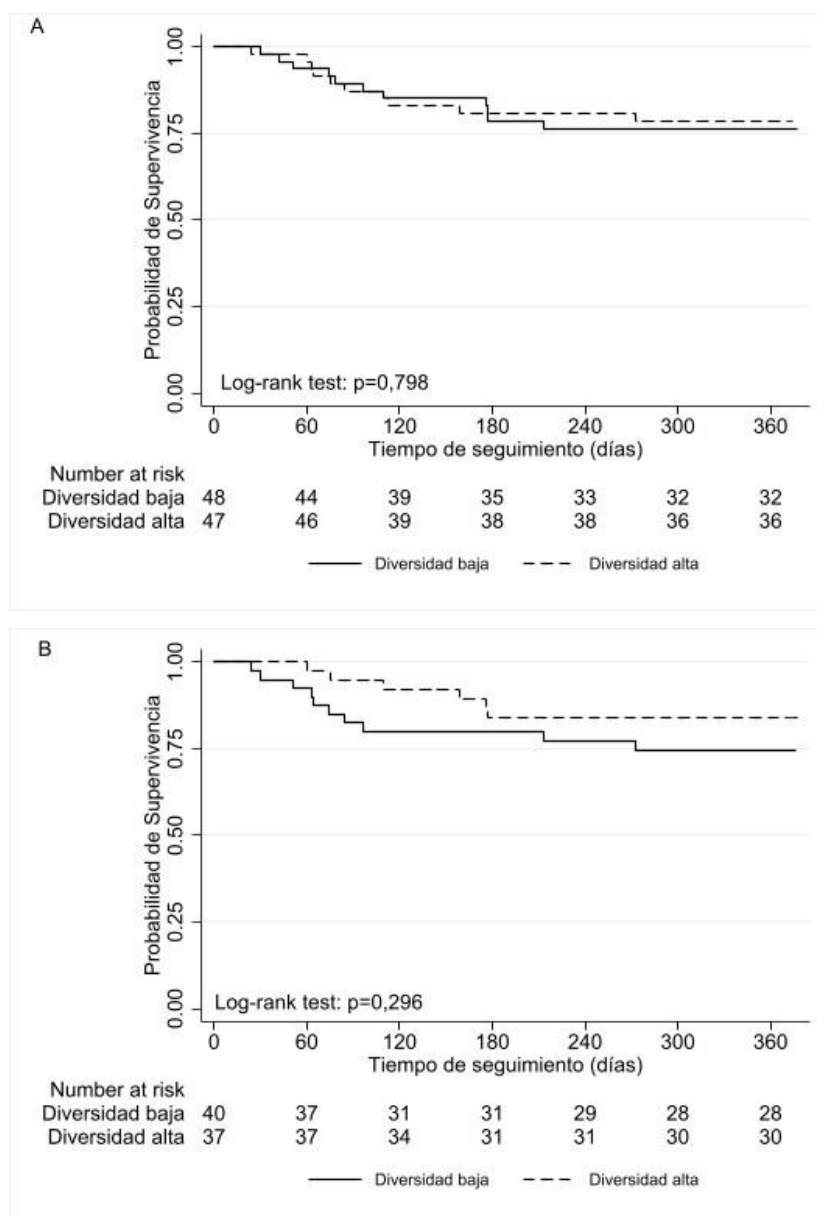 A
Probabilidad de Supervivencia
1.00
0.75
0.50
0.25
0.00
Log-rank test: p=0,798
0 60 120 180 240 300 360
Tiempo de seguimiento (días)
Number at risk
Diversidad baja 48 44 39 35 33 32 32
Diversidad alta 47 46 39 38 38 36 36
Diversidad baja Diversidad alta
B
Probabilidad de Supervivencia
1.00
0.75
0.50
0.25
0.00
Log-rank test: p=0,296
0 60 120 180 240 300 360
Tiempo de seguimiento (días)
Number at risk
Diversidad baja 40 37 31 31 29 28 28
Diversidad alta 37 37 34 31 31 30 30
Diversidad baja Diversidad alta